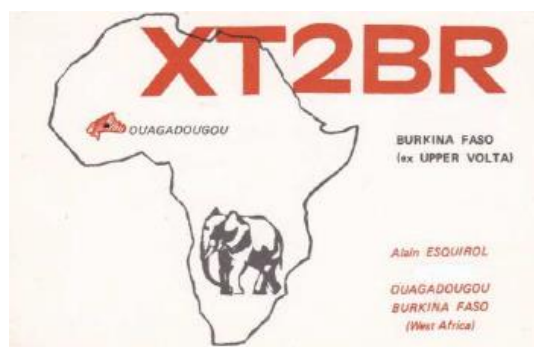 XT2BR
OUAGADOUGOU
BURKINA FASO
(ex UPPER VOLTA)
Alain ESQUIROL
OUAGADOUGOU
BURKINA FASO
(West Africa)